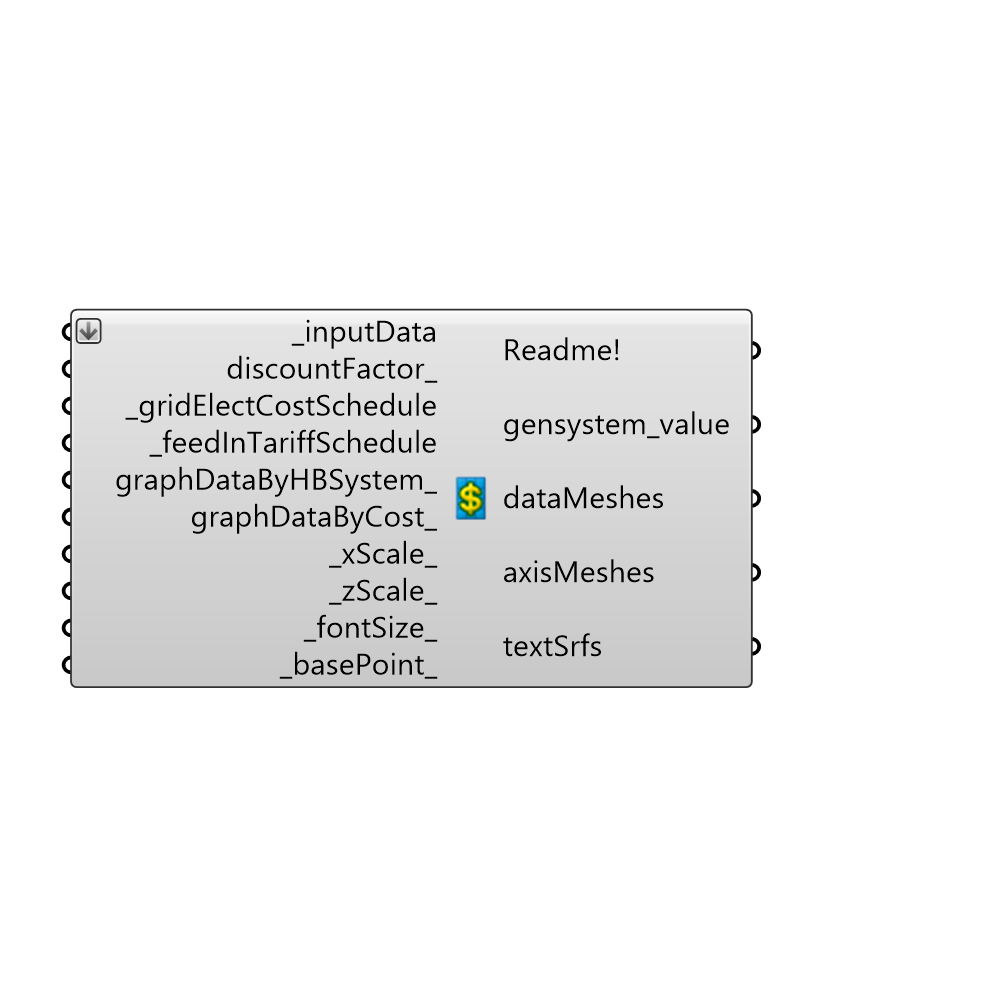 _inputData
discountFactor_
_gridElectCostSchedule
_feedInTariffSchedule
graphDataByHBSystem_
graphDataByCost_
_xScale_
_zScale_
_fontSize_
_basePoint_
$
Readme!
gensystem_value
dataMeshes
axisMeshes
textSrfs